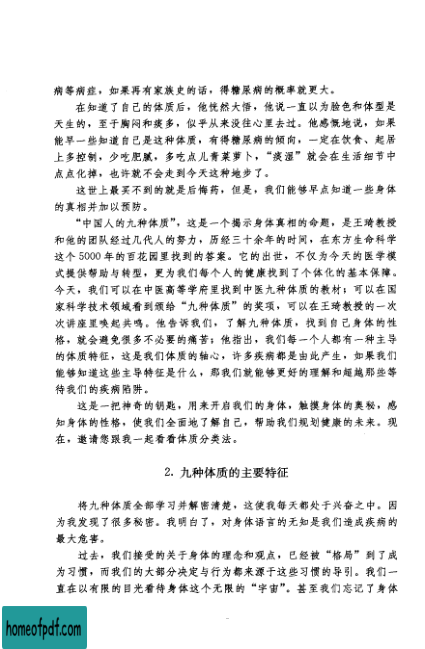 病等病症，如果再有家族史的话，得糖尿病的概率就更大。
在知道了自己的体质后，他恍然大悟，他说一直以为脸色和体型是
天生的，至于胸闷和痰多，似乎从来没往心里去过。他感慨地说，如果
能早一些知道自己是这种体质，有得糖尿病的倾向，一定在饮食、起居
上多控制，少吃肥腻，多吃点儿青菜萝卜，“痰湿”就会在生活细节中
点点化掉，也许就不会走到今天这种地步了。
这世上最买不到的就是后悔药，但是，我们能够早点知道一些身体
的真相并加以预防。
“中国人的九种体质”，这是一个揭示身体真相的命题，是王琦教授
和他的团队经过几代人的努力，历经三十余年的时间，在东方生命科学
这个 5000 年的百花园里找到的答案。它的出世，不仅为今天的医学模
式提供帮助与转型，更为我们每个人的健康找到了个体化的基本保障。
今天，我们可以在中医高等学府里找到中医九种体质的教材；可以在国
家科学技术领域看到颁给“九种体质”的奖项，可以在王琦教授的一次
次讲座里唤起共鸣。他告诉我们，了解九种体质，找到自己身体的性
格，就会避免很多不必要的痛苦；他指出，我们每一个人都有一种主导
的体质特征，这是我们体质的轴心，许多疾病都是由此产生，如果我们
能够知道这些主导特征是什么，那我们就能够更好的理解和超越那些等
待我们的疾病陷阱。
这是一把神奇的钥匙，用来开启我们的身体，触摸身体的奥秘，感
知身体的性格，使我们全面地了解自己，帮助我们规划健康的未来。现
在，邀请您跟我一起看看体质分类法。
2. 九种体质的主要特征
将九种体质全部学习并解密清楚，这使我每天都处于兴奋之中。因
为我发现了很多秘密。我明白了，对身体语言的无知是我们造成疾病的
最大危害。
过去，我们接受的关于身体的理念和观点，已经被“格局”到了成
为习惯，而我们的大部分决定与行为都来源于这些习惯的导引。我们一
直在以有限的目光看待身体这个无限的“宇宙”。甚至我们忘记了身体
homeofpdf.com